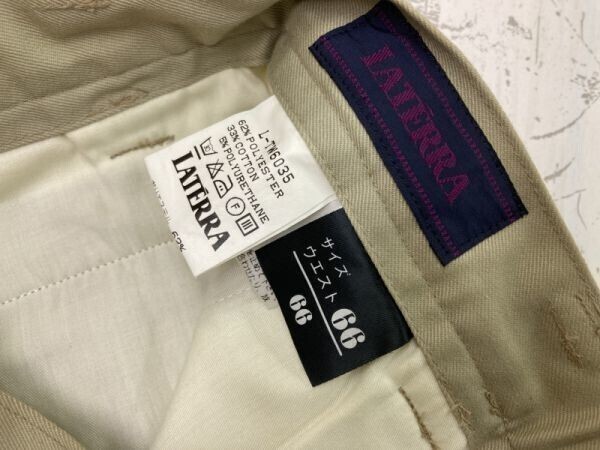 LATERRA
L-TW6035
62% POLYESTER
33% COTTON
5% POLYURETHANE
F
LATERRA
サイズ 66
ウエスト 66